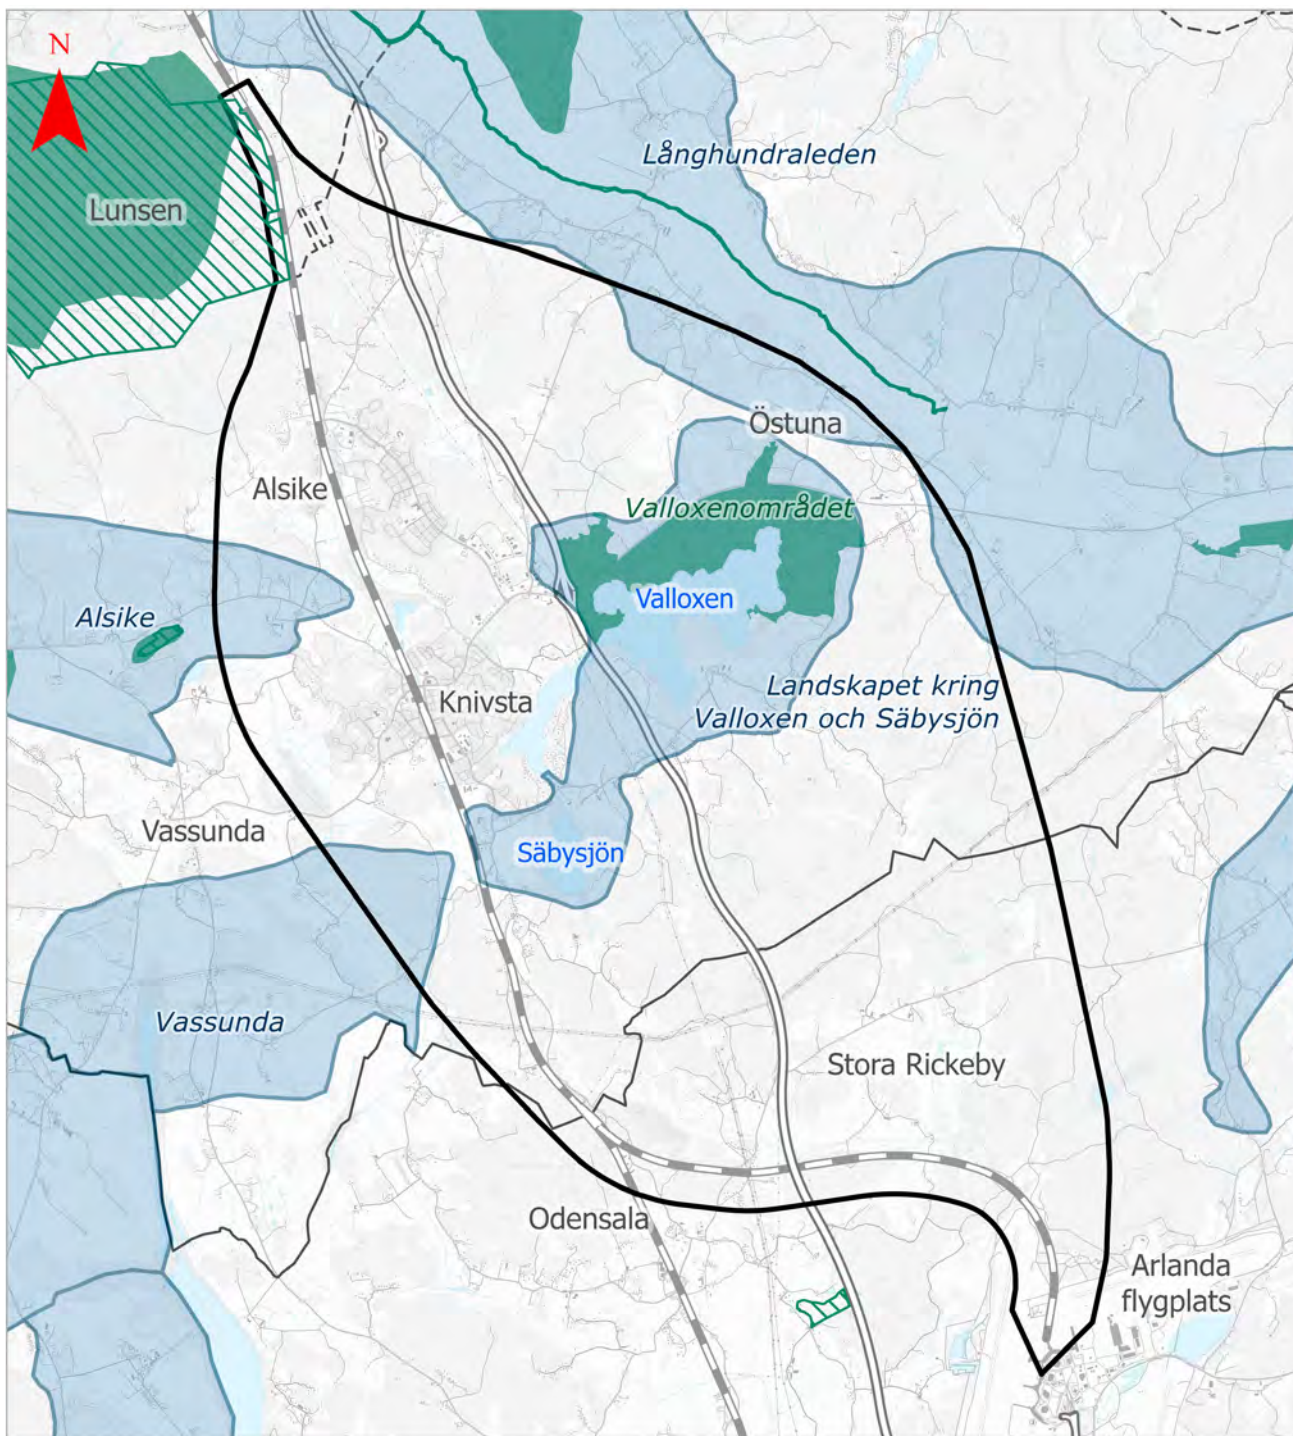 N
Långhundraleden
Lunsen
Östuna
Alsike
Valloxenområdet
Valloxen
Alsike
Landskapet kring
Valloxen och Säbysjön
Knivsta
Vassunda
Säbysjön
Vassunda
Stora Rickeby
Odensala
Arlanda
flygplats